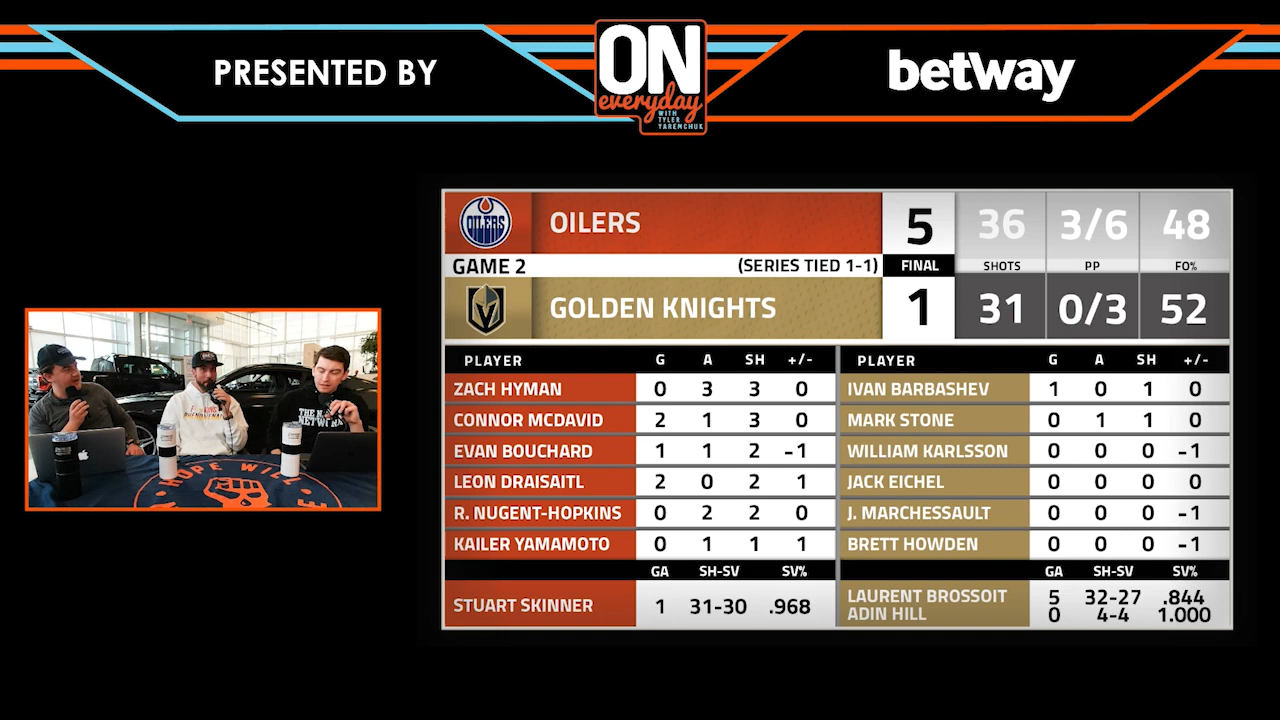 PRESENTED BY
ON
everyday
WITH
TYLER
YAREMCHUK
betway
OILERS
OILERS 5 36 3/6 48
GAME 2 (SERIES TIED 1-1) FINAL SHOTS PP FO%
GOLDEN KNIGHTS 1 31 0/3 52
PLAYER G A SH +/-
ZACH HYMAN 0 3 3 0
CONNOR MCDAVID 2 1 3 0
EVAN BOUCHARD 1 1 2 -1
LEON DRAISAITL 2 0 2 1
R. NUGENT-HOPKINS 0 2 2 0
KAILER YAMAMOTO 0 1 1 1
GA SH-SV SV%
STUART SKINNER 1 31-30 .968
PLAYER G A SH +/-
IVAN BARBASHEV 1 0 1 0
MARK STONE 0 1 1 0
WILLIAM KARLSSON 0 0 0 -1
JACK EICHEL 0 0 0 0
J. MARCHESSAULT 0 0 0 -1
BRETT HOWDEN 0 0 0 -1
GA SH-SV SV%
LAURENT BROSSOIT 5 32-27 .844
ADIN HILL 0 4-4 1.000
THE N
NETWORK
HOPE WILL